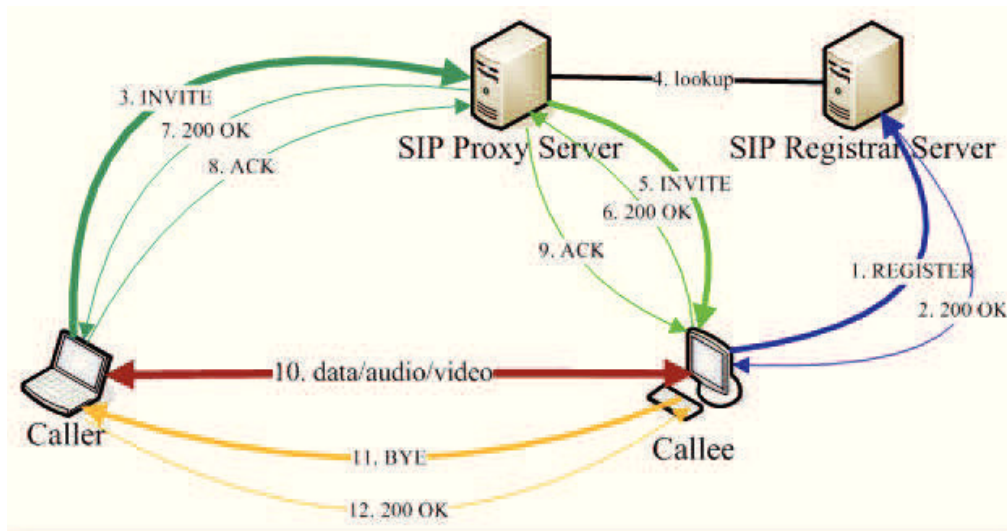 4. lookup
3. INVITE
7. 200 OK
SIP Proxy Server
SIP Registrar Server
8. ACK
5. INVITE
6. 200 OK
9. ACK
1. REGISTER
2. 200 OK
10. data/audio/video
Caller
Callee
11. BYE
12. 200 OK